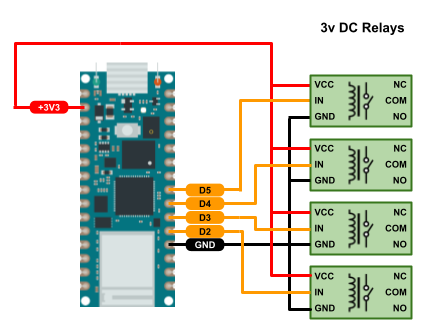 3v DC Relays
+3V3
VCC NC
IN COM
GND NO
VCC NC
IN COM
GND NO
D5
D4
D3
D2
GND
VCC NC
IN COM
GND NO
VCC NC
IN COM
GND NO